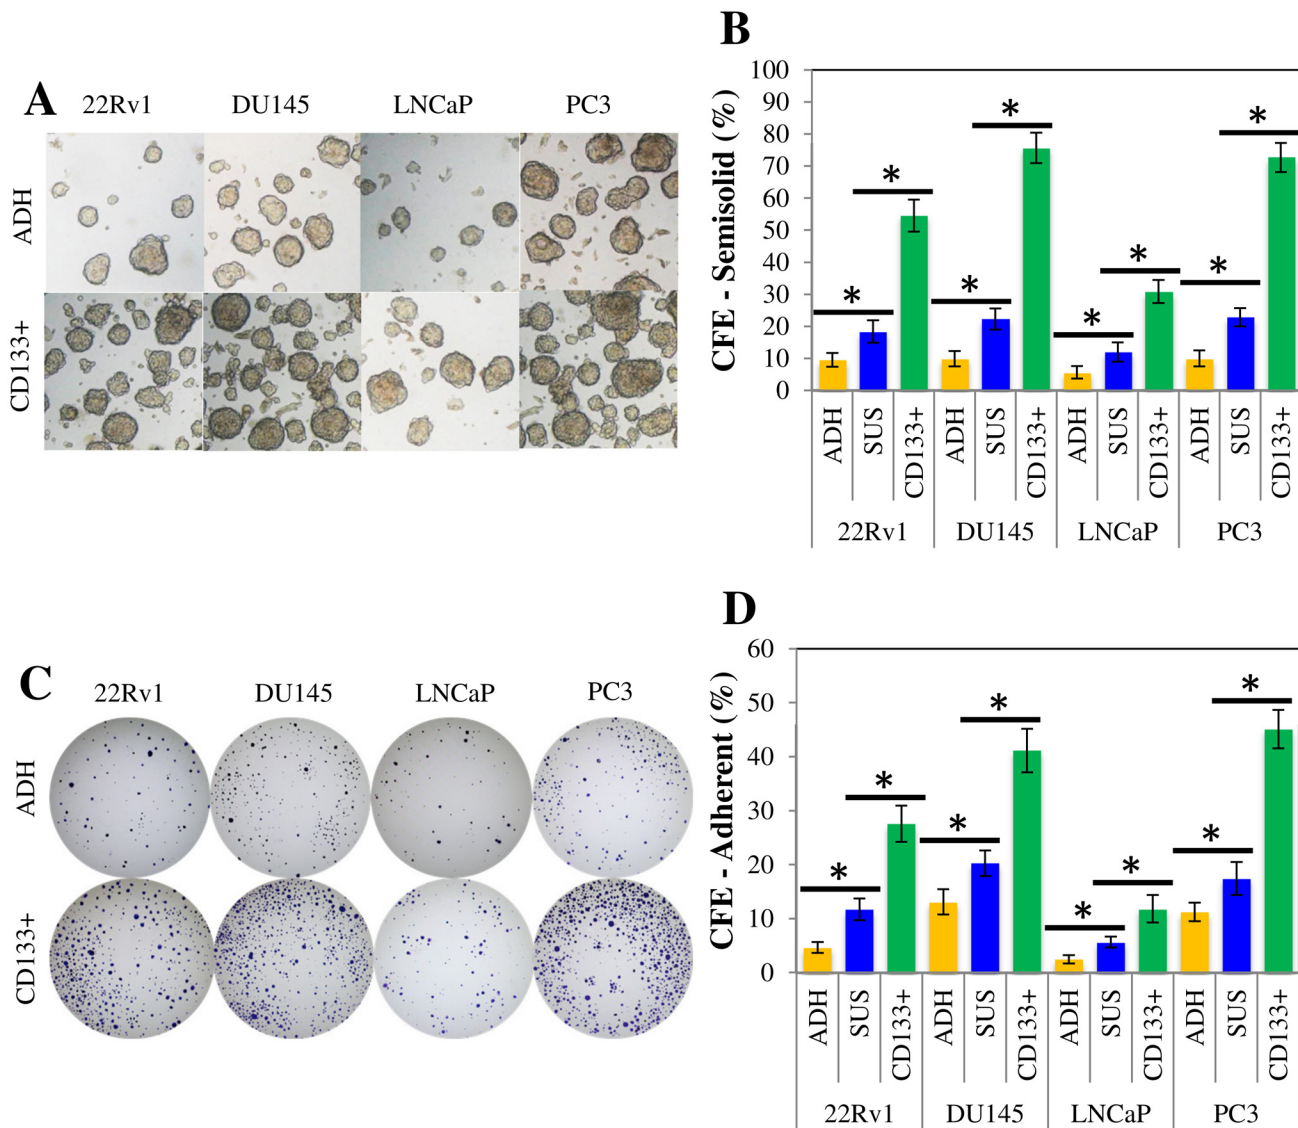 A
22Rv1 DU145 LNCaP PC3
ADH
CD133+
B
CFE - Semisolid (%)
100
90
80
70
60
50
40
30
20
10
0
* * * * * * * *
ADH SUS CD133+ ADH SUS CD133+ ADH SUS CD133+ ADH SUS CD133+
22Rv1 DU145 LNCaP PC3
C
22Rv1 DU145 LNCaP PC3
ADH
CD133+
D
CFE - Adherent (%)
60
50
40
30
20
10
0
* * * * * * * *
ADH SUS CD133+ ADH SUS CD133+ ADH SUS CD133+ ADH SUS CD133+
22Rv1 DU145 LNCaP PC3